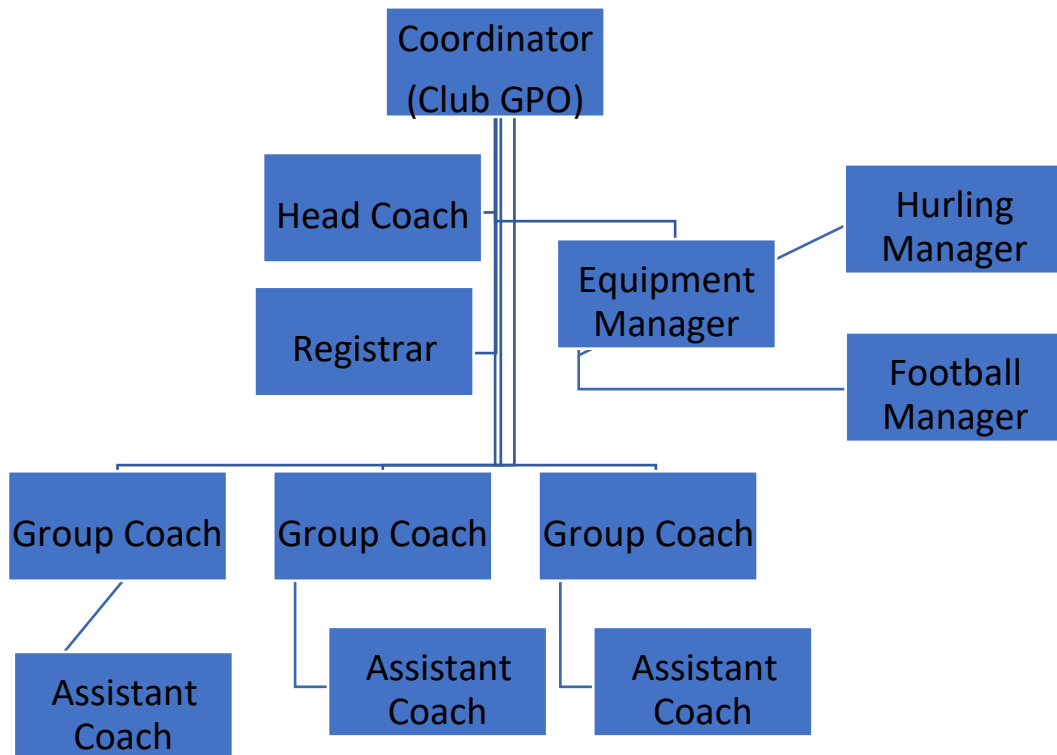 Coordinator
(Club GPO)
Head Coach
Hurling
Manager
Equipment
Manager
Registrar
Football
Manager
Group Coach
Group Coach
Group Coach
Assistant
Coach
Assistant
Coach
Assistant
Coach